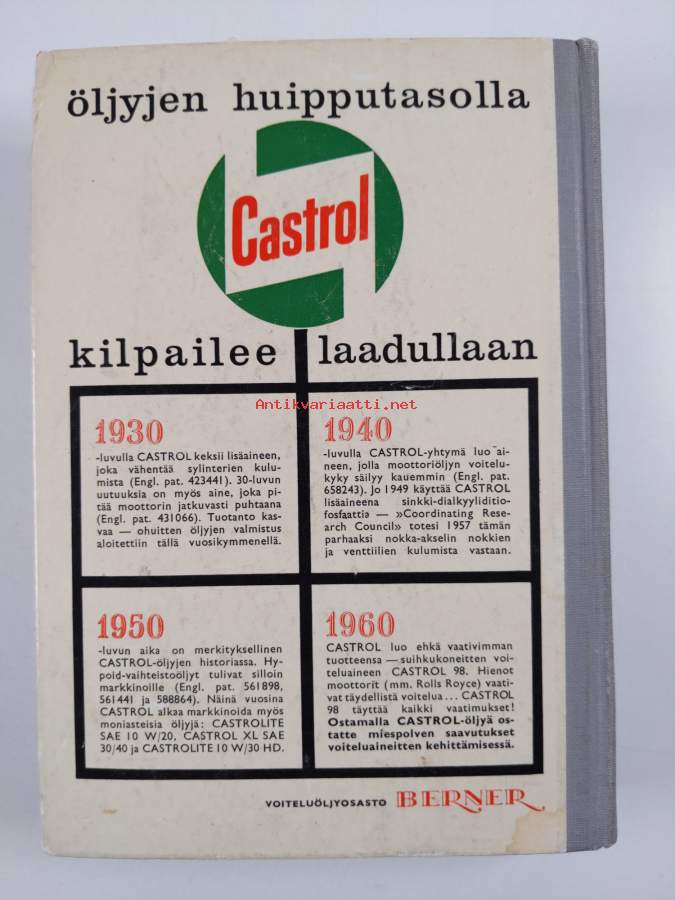 öljyjen huipputasolla
Castrol
kilpailee laadullaan
Antikvariaatti.net
1930
-luvulla CASTROL keksii lisäaineen,
joka vähentää sylinterien kulu-
mista (Engl. pat. 423441). 30-luvun
uutuuksia on myös aine, joka pi-
tää moottorin jatkuvasti puhtaana
(Engl. pat. 431066). Tuotanto kas-
vaa — ohuitten öljyjen valmistus
aloitettiin tällä vuosikymmenellä.
1940
-luvulla CASTROL-yhtymä luo ai-
neen, jolla moottoriöljyn voitelu-
kyky säilyy kauemmin (Engl. pat.
658243). Jo 1949 käyttää CASTROL
lisäaineena sinkki-dialkyyliditio-
fosfaattia — »Coordinating Rese-
arch Council» totesi 1957 tämän
parhaaksi nokka-akselin nokkien
ja venttiilien kulumista vastaan.
1950
-luvun aika on merkityksellinen
CASTROL-öljyjen historiassa. Hy-
poid-vaihteistoöljyt tulivat silloin
markkinoille (Engl. pat. 561898,
561441 ja 588864). Näinä vuosina
CASTROL alkaa markkinoida myös
moniasteisia öljyjä: CASTROLITE
SAE 10 W/20, CASTROL XL SAE
30/40 ja CASTROLITE 10 W/30 HD.
1960
CASTROL luo ehkä vaativimman
tuotteensa — suihkukoneitten voi-
teluaineen CASTROL 98. Hienot
moottorit (mm. Rolls Royce) vaati-
vat täydellistä voitelua... CASTROL
98 täyttää kaikki vaatimukset!
Ostamalla CASTROL-öljyä os-
tatte miespolven saavutukset
voiteluaineitten kehittämisessä.
VOITELUÖLJYOSASTO BERNER